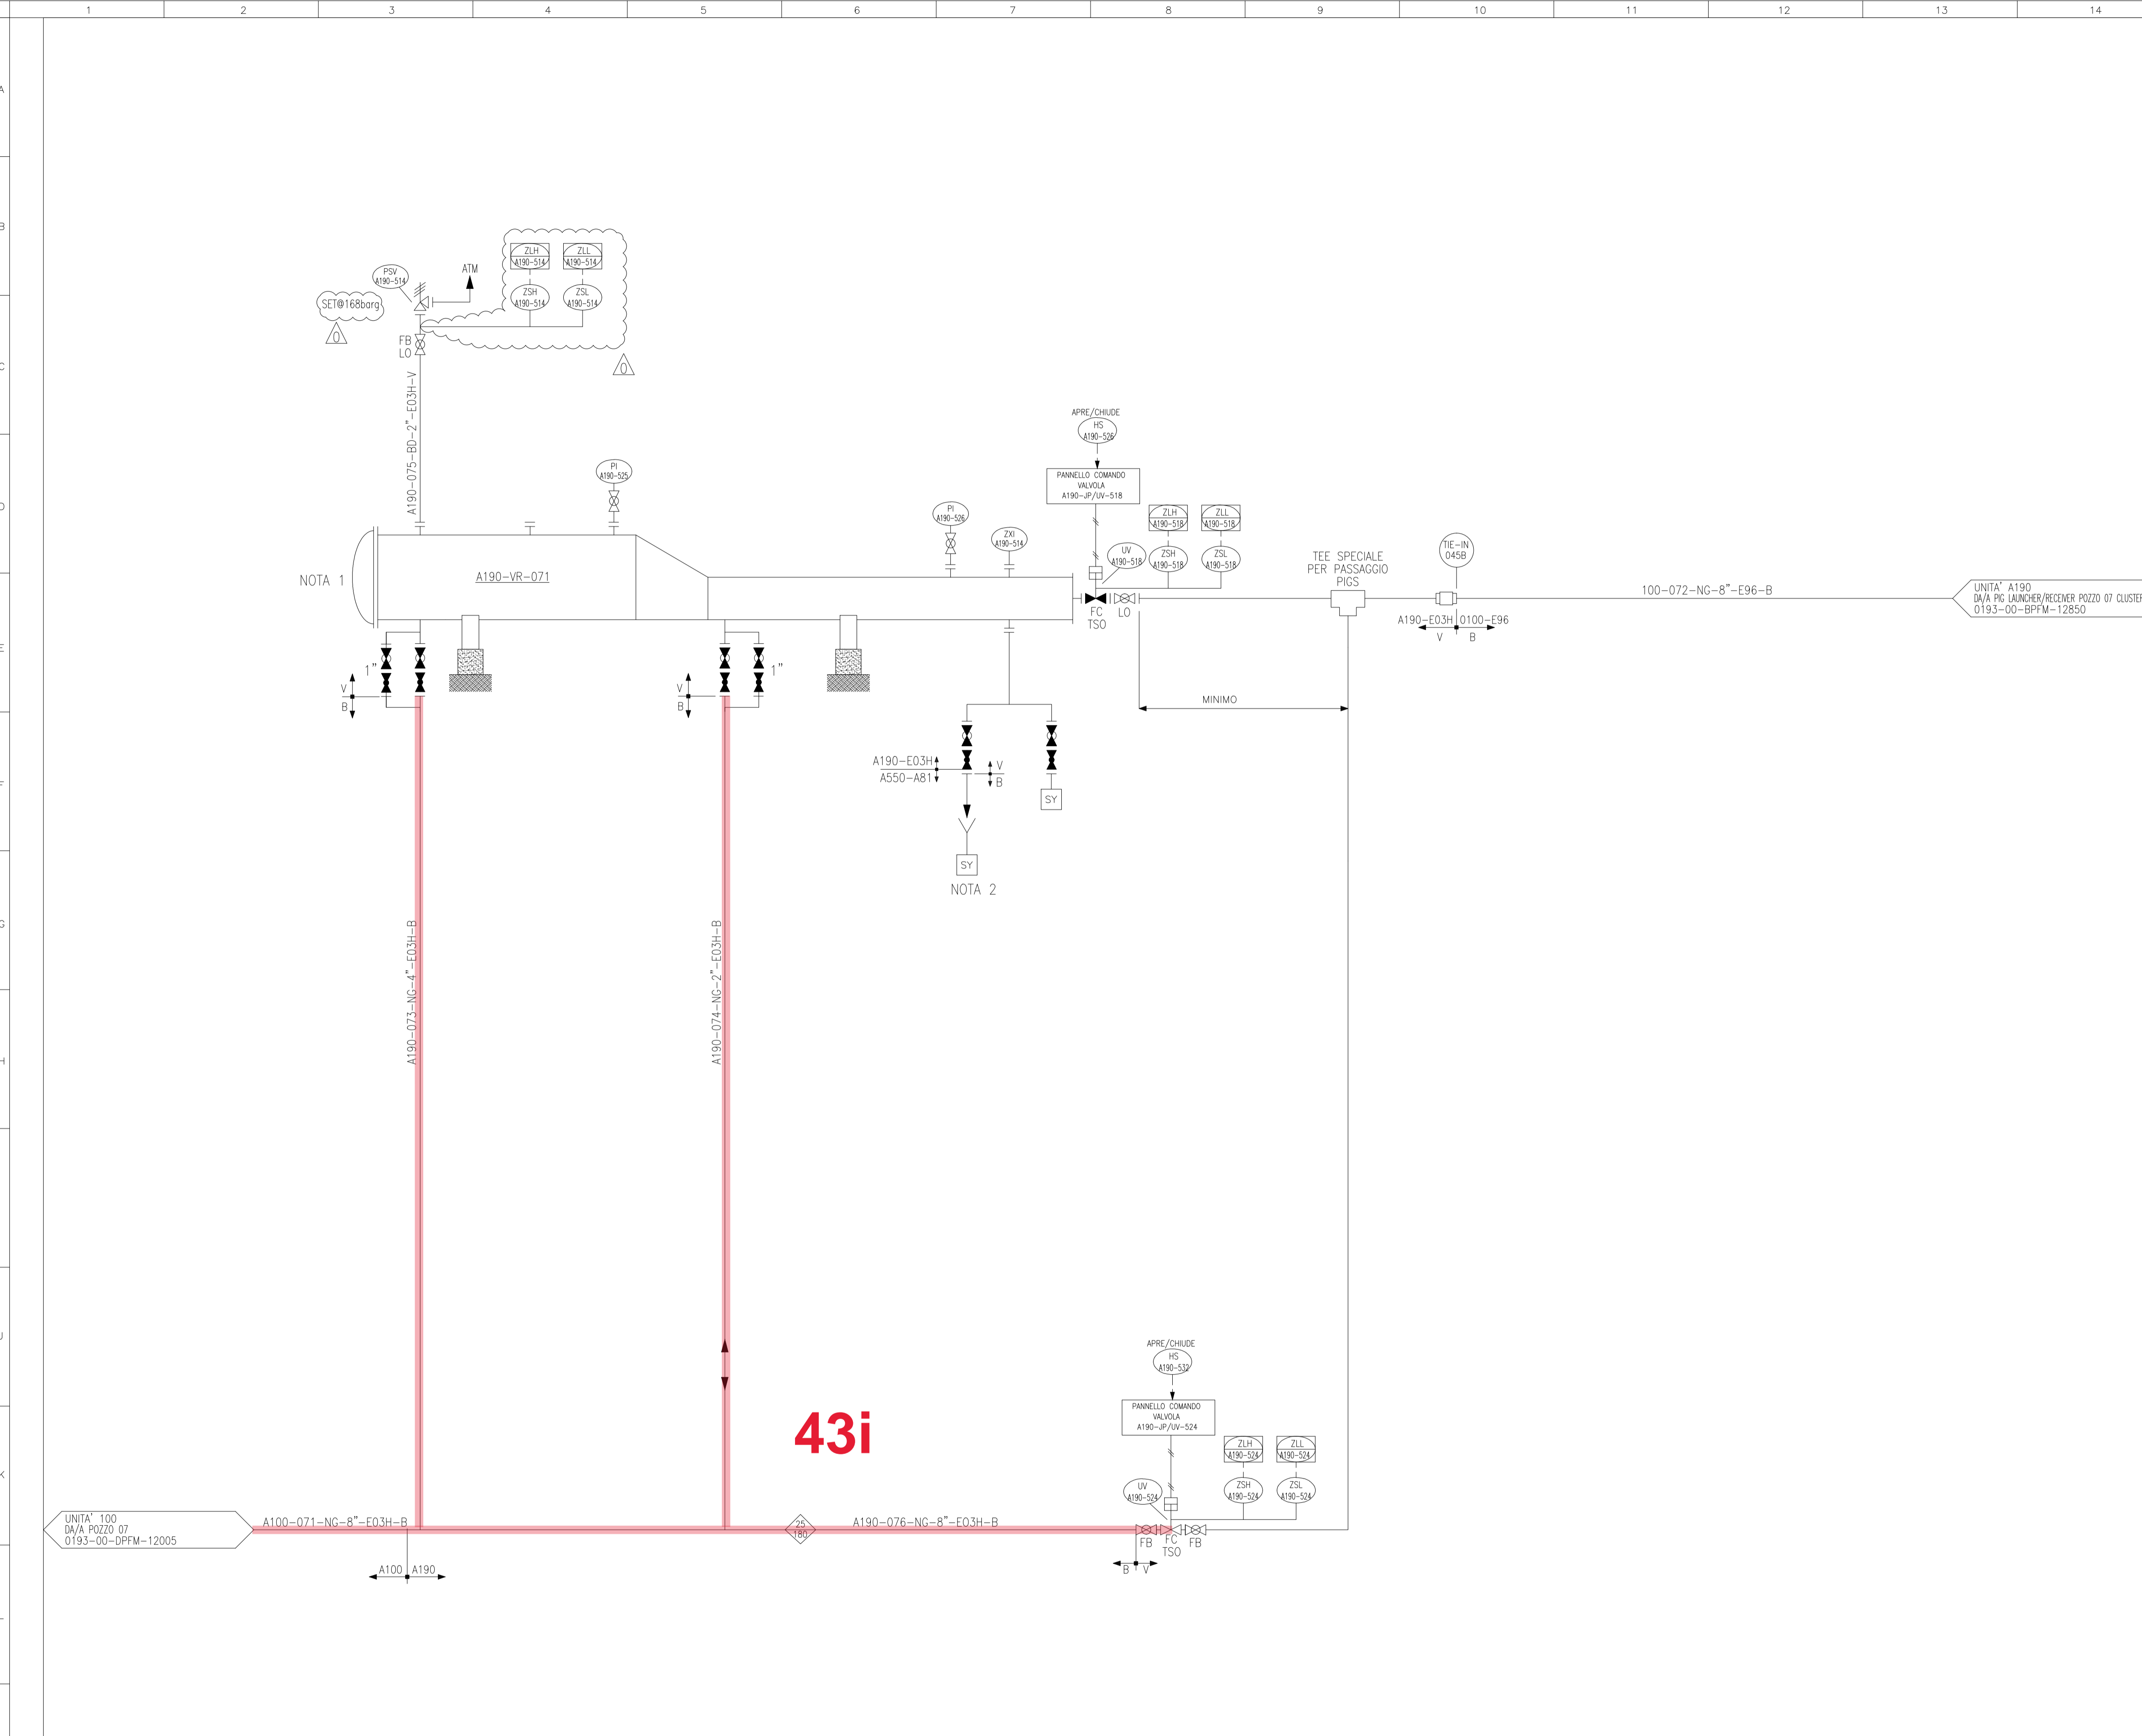 1 2 3 4 5 6 7 8 9 10 11 12 13 14
A
B
C
D
E
F
G
H
J
K
L
ZLH
A190-514
ZLL
A190-514
ZSH
A190-514
ZSL
A190-514
PSV
A190-514
ATM
SET@168barg
0
FB
LO
0
A190-075-BD-2"-E03H-V
APRE/CHIUDE
HS
A190-526
PANNELLO COMANDO
VALVOLA
A190-JP/UV-518
PI
A190-525
PI
A190-526
ZXI
A190-514
UV
A190-518
ZLH
A190-518
ZLL
A190-518
ZSH
A190-518
ZSL
A190-518
TIE-IN
045B
TEE SPECIALE
PER PASSAGGIO
PIGS
NOTA 1
A190-VR-071
FC
TSO
LO
100-072-NG-8"-E96-B
UNITA' A190
DA/A PIG LAUNCHER/RECEIVER POZZO 07 CLUSTER
0193-00-BPFM-12850
A190-E03H 0100-E96
V B
1"
1"
V
B
V
B
MINIMO
A190-E03H
A550-A81
V
B
SY
SY
NOTA 2
A190-073-NG-4"-E03H-B
A190-074-NG-2"-E03H-B
43i
APRE/CHIUDE
HS
A190-532
PANNELLO COMANDO
VALVOLA
A190-JP/UV-524
UV
A190-524
ZLH
A190-524
ZLL
A190-524
ZSH
A190-524
ZSL
A190-524
UNITA' 100
DA/A POZZO 07
0193-00-DPFM-12005
A100-071-NG-8"-E03H-B
25
180
A190-076-NG-8"-E03H-B
FB
FC
TSO
FB
A100 A190
B V